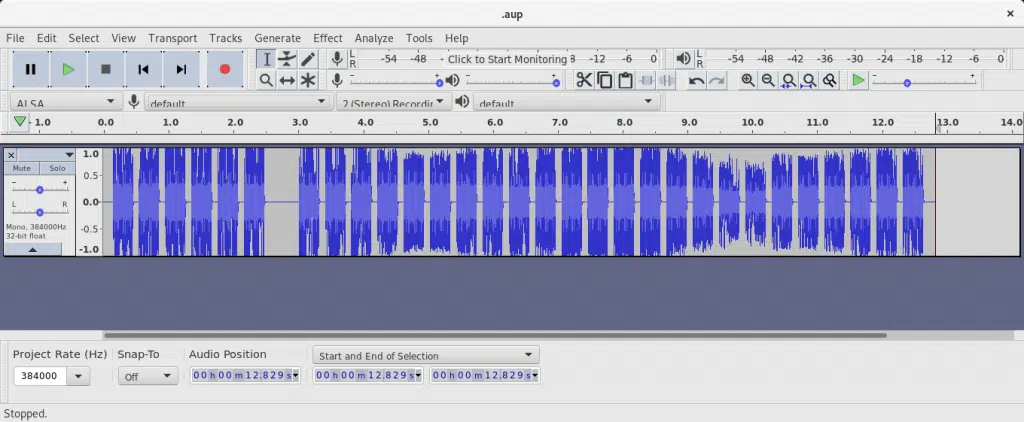 .aup ×
File Edit Select View Transport Tracks Generate Effect Analyze Tools Help
L R -54 -48 - Click to Start Monitoring -12 -6 0 L R -54 -48 -42 -36 -30 -24 -18 -12 -6 0
- + - + - +
ALSA default 2 (Stereo) Recordir default
- 1.0 0.0 1.0 2.0 3.0 4.0 5.0 6.0 7.0 8.0 9.0 10.0 11.0 12.0 13.0 14.0
× 1.0
Mute Solo
- + 0.5
L R 0.0
Mono, 384000Hz -0.5
32-bit float
-1.0
Project Rate (Hz) Snap-To Audio Position Start and End of Selection
384000 Off 00 h 00 m 12.829 s 00 h 00 m 12.829 s 00 h 00 m 12.829 s
Stopped.